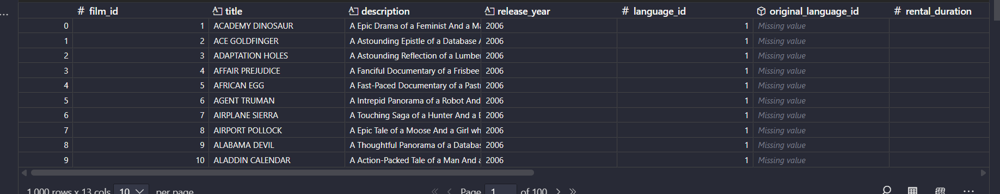 # film_id title description release_year # language_id original_language_id # rental_duration
0 1 ACADEMY DINOSAUR A Epic Drama of a Feminist And a Ma 2006 1 Missing value
1 2 ACE GOLDFINGER A Astounding Epistle of a Database A 2006 1 Missing value
2 3 ADAPTATION HOLES A Astounding Reflection of a Lumber 2006 1 Missing value
3 4 AFFAIR PREJUDICE A Fanciful Documentary of a Frisbee 2006 1 Missing value
4 5 AFRICAN EGG A Fast-Paced Documentary of a Pastr 2006 1 Missing value
5 6 AGENT TRUMAN A Intrepid Panorama of a Robot And 2006 1 Missing value
6 7 AIRPLANE SIERRA A Touching Saga of a Hunter And a 2006 1 Missing value
7 8 AIRPORT POLLOCK A Epic Tale of a Moose And a Girl wh 2006 1 Missing value
8 9 ALABAMA DEVIL A Thoughtful Panorama of a Databas 2006 1 Missing value
9 10 ALADDIN CALENDAR A Action-Packed Tale of a Man And a 2006 1 Missing value
1,000 rows x 13 cols 10 per page Page 1 of 100